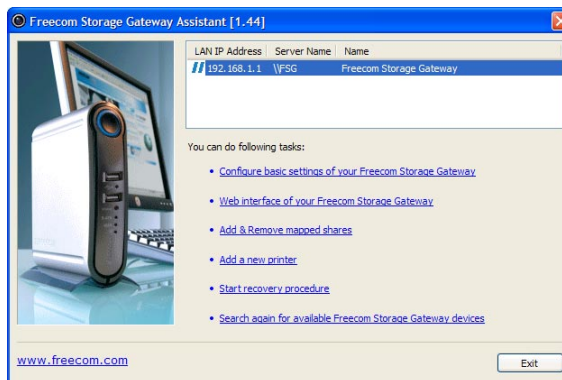 Freecom Storage Gateway Assistant [1.44]
LAN IP Address Server Name Name
192.168.1.1 \\FSG Freecom Storage Gateway
You can do following tasks:
• Configure basic settings of your Freecom Storage Gateway
• Web interface of your Freecom Storage Gateway
• Add & Remove mapped shares
• Add a new printer
• Start recovery procedure
• Search again for available Freecom Storage Gateway devices
www.freecom.com
Exit